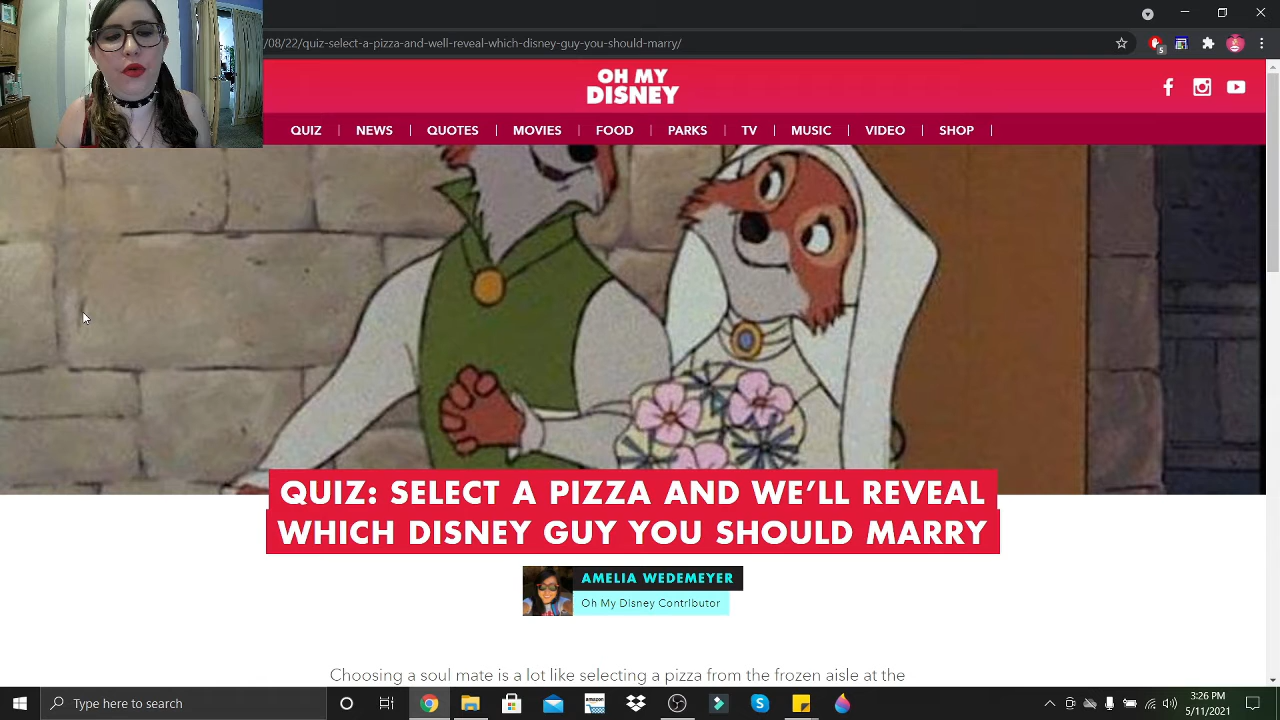 /08/22/quiz-select-a-pizza-and-well-reveal-which-disney-guy-you-should-marry/
5
OH MY
DISNEY
QUIZ | NEWS | QUOTES | MOVIES | FOOD | PARKS | TV | MUSIC | VIDEO | SHOP |
QUIZ: SELECT A PIZZA AND WE’LL REVEAL
WHICH DISNEY GUY YOU SHOULD MARRY
AMELIA WEDEMEYER
Oh My Disney Contributor
Choosing a soul mate is a lot like selecting a pizza from the frozen aisle at the
Type here to search
amazon
3:26 PM
5/11/2021